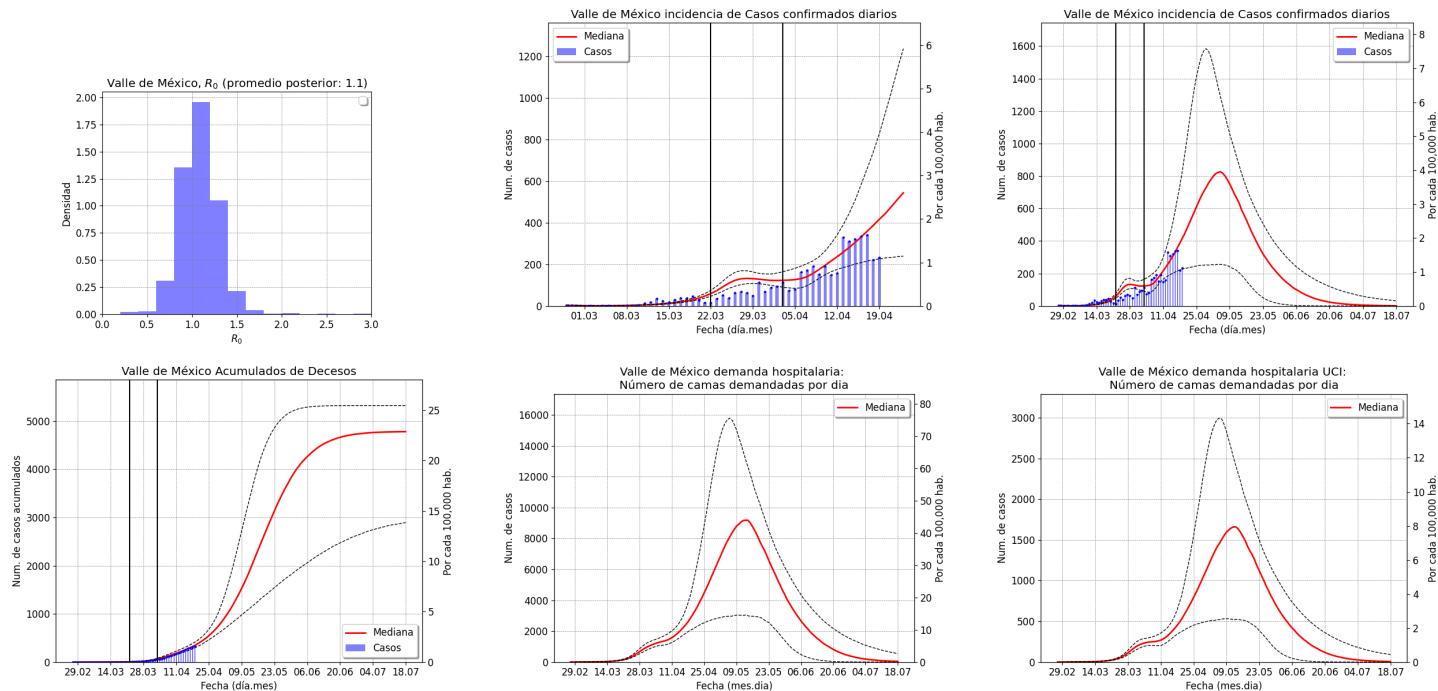 Valle de México, R₀ (promedio posterior: 1.1)
2.00
1.75
1.50
1.25
1.00
0.75
0.50
0.25
0.00
Densidad
0.0 0.5 1.0 1.5 2.0 2.5 3.0
R₀
Valle de México incidencia de Casos confirmados diarios
Mediana
Casos
1200
1000
800
600
400
200
0
Num. de casos
6
5
4
3
2
1
0
Por cada 100,000 hab.
01.03 08.03 15.03 22.03 29.03 05.04 12.04 19.04
Fecha (día.mes)
Valle de México incidencia de Casos confirmados diarios
Mediana
Casos
1600
1400
1200
1000
800
600
400
200
0
Num. de casos
8
7
6
5
4
3
2
1
0
Por cada 100,000 hab.
29.02 14.03 28.03 11.04 25.04 09.05 23.05 06.06 20.06 04.07 18.07
Fecha (día.mes)
Valle de México Acumulados de Decesos
5000
4000
3000
2000
1000
0
Num. de casos acumulados
25
20
15
10
5
0
Por cada 100,000 hab.
Mediana
Casos
29.02 14.03 28.03 11.04 25.04 09.05 23.05 06.06 20.06 04.07 18.07
Fecha (día.mes)
Valle de México demanda hospitalaria:
Número de camas demandadas por dia
Mediana
16000
14000
12000
10000
8000
6000
4000
2000
0
Num. de casos
80
70
60
50
40
30
20
10
0
Por cada 100,000 hab.
29.02 14.03 28.03 11.04 25.04 09.05 23.05 06.06 20.06 04.07 18.07
Fecha (mes.dia)
Valle de México demanda hospitalaria UCI:
Número de camas demandadas por dia
Mediana
3000
2500
2000
1500
1000
500
0
Num. de casos
14
12
10
8
6
4
2
0
Por cada 100,000 hab.
29.02 14.03 28.03 11.04 25.04 09.05 23.05 06.06 20.06 04.07 18.07
Fecha (mes.dia)